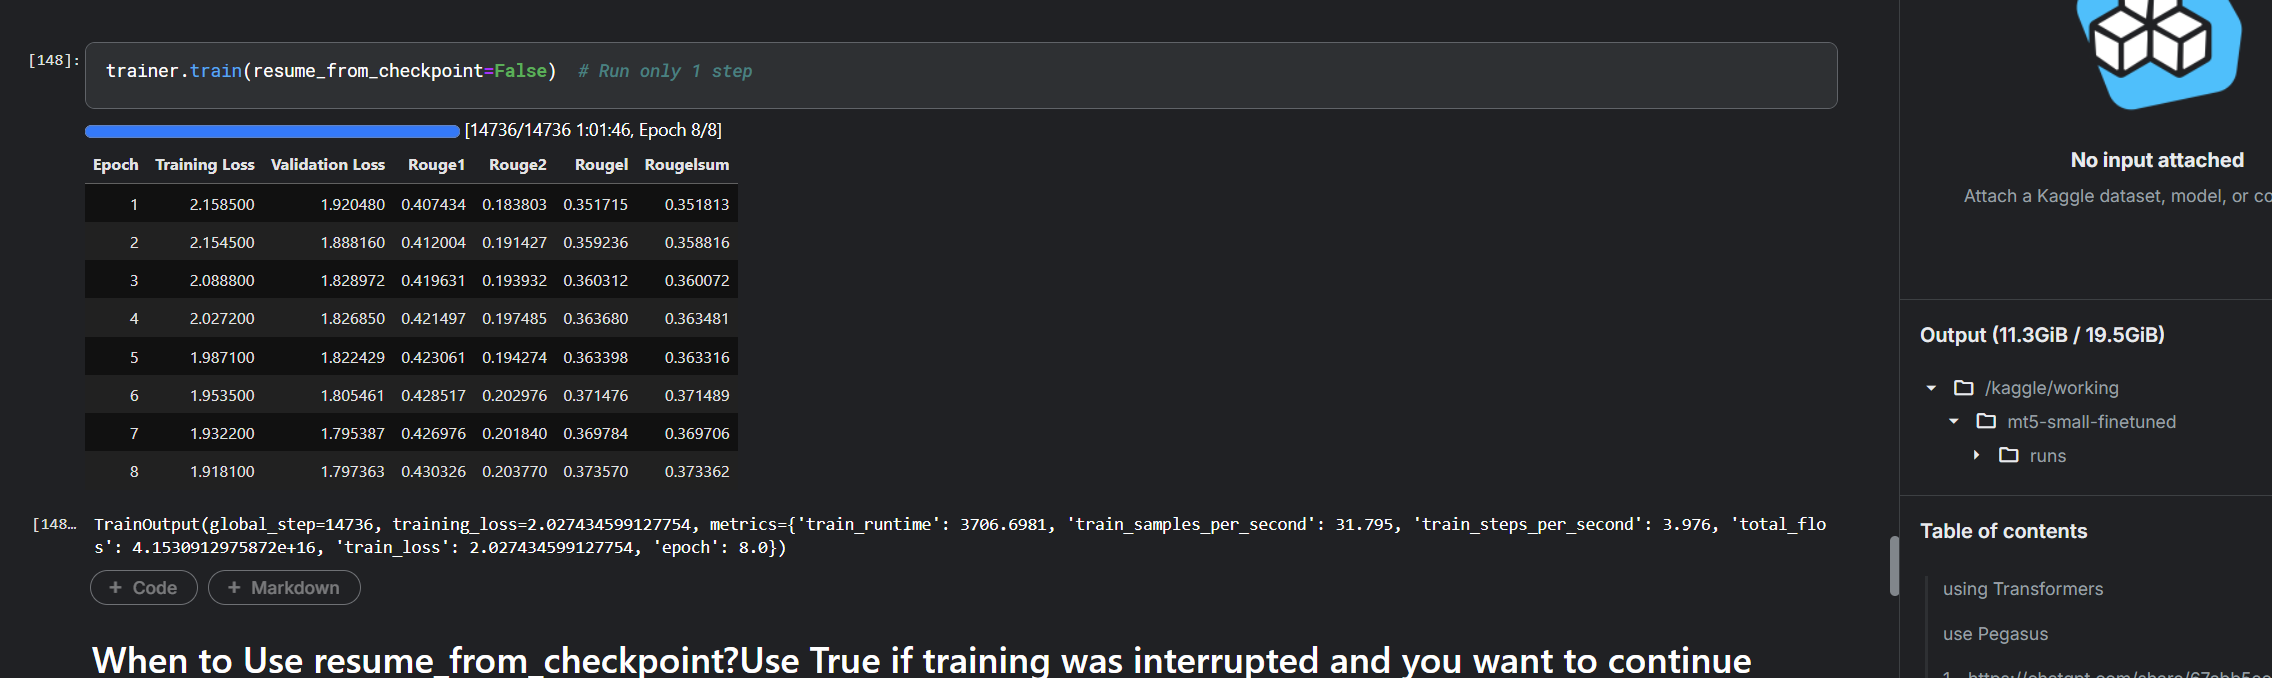 [148]:
trainer.train(resume_from_checkpoint=False)  # Run only 1 step
[14736/14736 1:01:46, Epoch 8/8]
Epoch Training Loss Validation Loss Rouge1 Rouge2 Rougel Rougelsum
1 2.158500 1.920480 0.407434 0.183803 0.351715 0.351813
2 2.154500 1.888160 0.412004 0.191427 0.359236 0.358816
3 2.088800 1.828972 0.419631 0.193932 0.360312 0.360072
4 2.027200 1.826850 0.421497 0.197485 0.363680 0.363481
5 1.987100 1.822429 0.423061 0.194274 0.363398 0.363316
6 1.953500 1.805461 0.428517 0.202976 0.371476 0.371489
7 1.932200 1.795387 0.426976 0.201840 0.369784 0.369706
8 1.918100 1.797363 0.430326 0.203770 0.373570 0.373362
[148…
TrainOutput(global_step=14736, training_loss=2.027434599127754, metrics={'train_runtime': 3706.6981, 'train_samples_per_second': 31.795, 'train_steps_per_second': 3.976, 'total_flo
s': 4.1530912975872e+16, 'train_loss': 2.027434599127754, 'epoch': 8.0})
+ Code + Markdown
When to Use resume_from_checkpoint?Use True if training was interrupted and you want to continue
No input attached
Attach a Kaggle dataset, model, or co
Output (11.3GiB / 19.5GiB)
/kaggle/working
mt5-small-finetuned
runs
Table of contents
using Transformers
use Pegasus